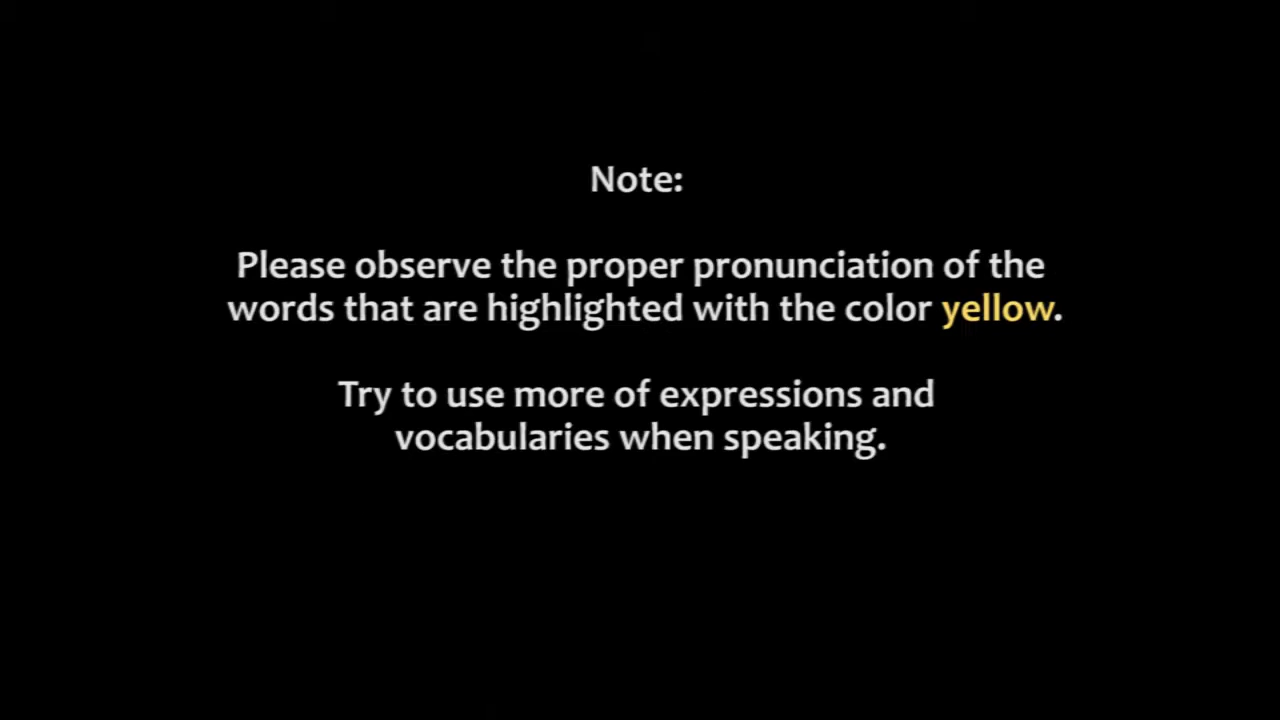 Note:
Please observe the proper pronunciation of the
words that are highlighted with the color yellow.
Try to use more of expressions and
vocabularies when speaking.